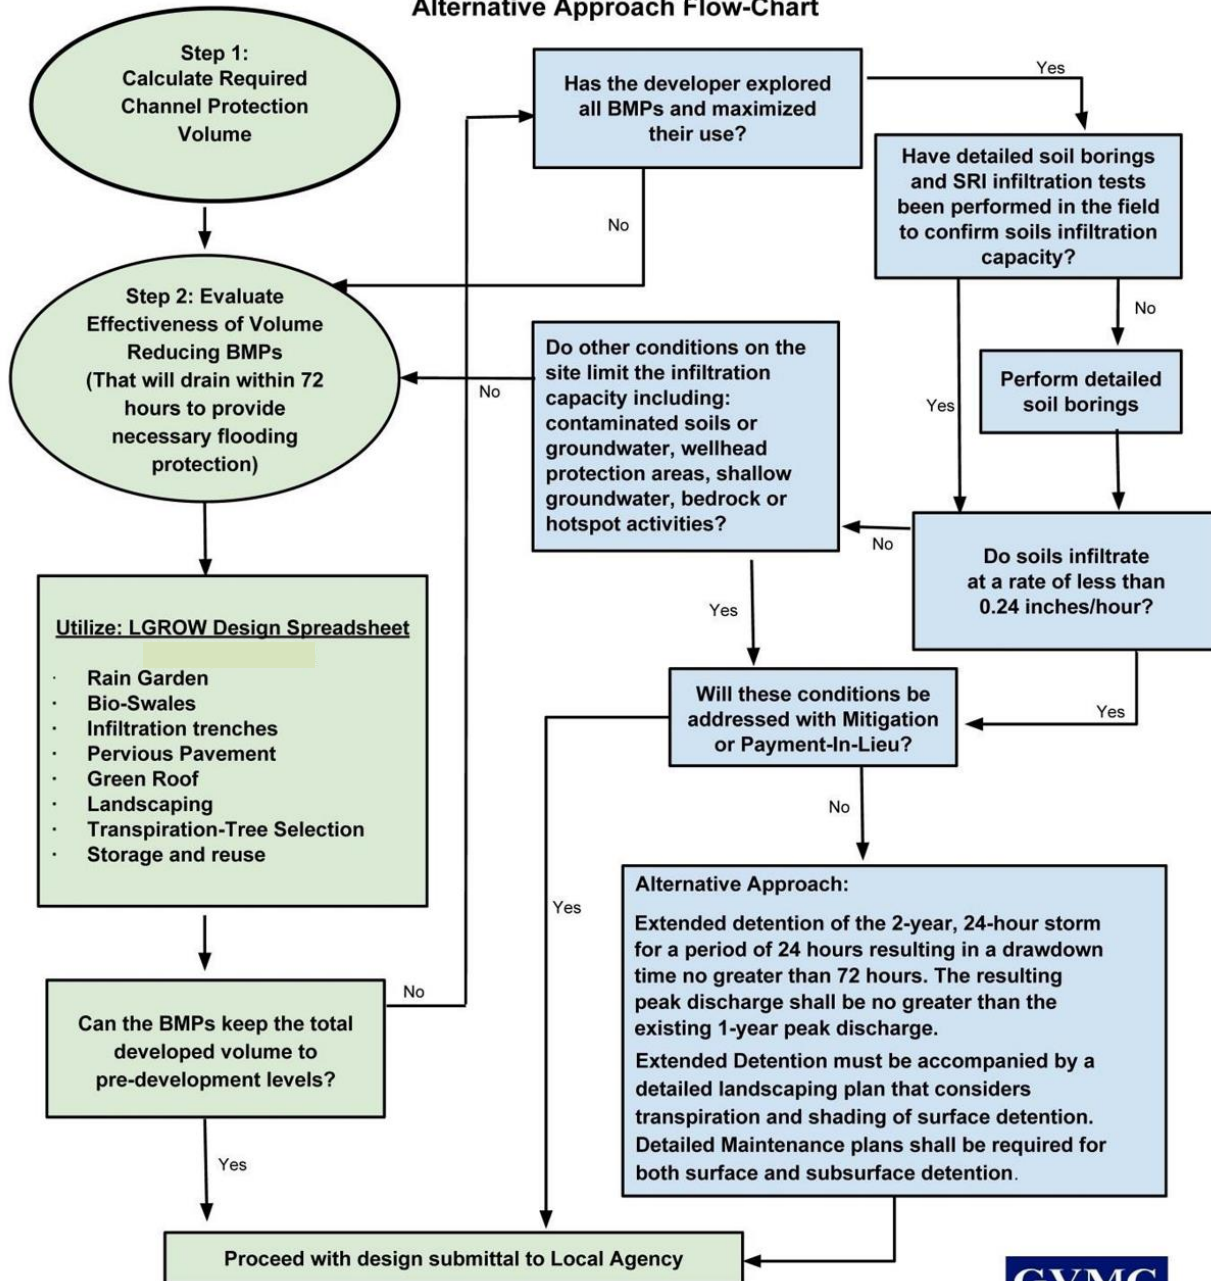 Alternative Approach Flow-Chart
Step 1:
Calculate Required
Channel Protection
Volume
Step 2: Evaluate
Effectiveness of Volume
Reducing BMPs
(That will drain within 72
hours to provide
necessary flooding
protection)
Utilize: LGROW Design Spreadsheet
· Rain Garden
· Bio-Swales
· Infiltration trenches
· Pervious Pavement
· Green Roof
· Landscaping
· Transpiration-Tree Selection
· Storage and reuse
Can the BMPs keep the total
developed volume to
pre-development levels?
No
Yes
Has the developer explored
all BMPs and maximized
their use?
Yes
No
Have detailed soil borings
and SRI infiltration tests
been performed in the field
to confirm soils infiltration
capacity?
No
Yes
Perform detailed
soil borings
Do soils infiltrate
at a rate of less than
0.24 inches/hour?
No
Yes
Do other conditions on the
site limit the infiltration
capacity including:
contaminated soils or
groundwater, wellhead
protection areas, shallow
groundwater, bedrock or
hotspot activities?
No
Yes
Will these conditions be
addressed with Mitigation
or Payment-In-Lieu?
No
Yes
Alternative Approach:
Extended detention of the 2-year, 24-hour storm
for a period of 24 hours resulting in a drawdown
time no greater than 72 hours. The resulting
peak discharge shall be no greater than the
existing 1-year peak discharge.
Extended Detention must be accompanied by a
detailed landscaping plan that considers
transpiration and shading of surface detention.
Detailed Maintenance plans shall be required for
both surface and subsurface detention.
Proceed with design submittal to Local Agency
GVMC